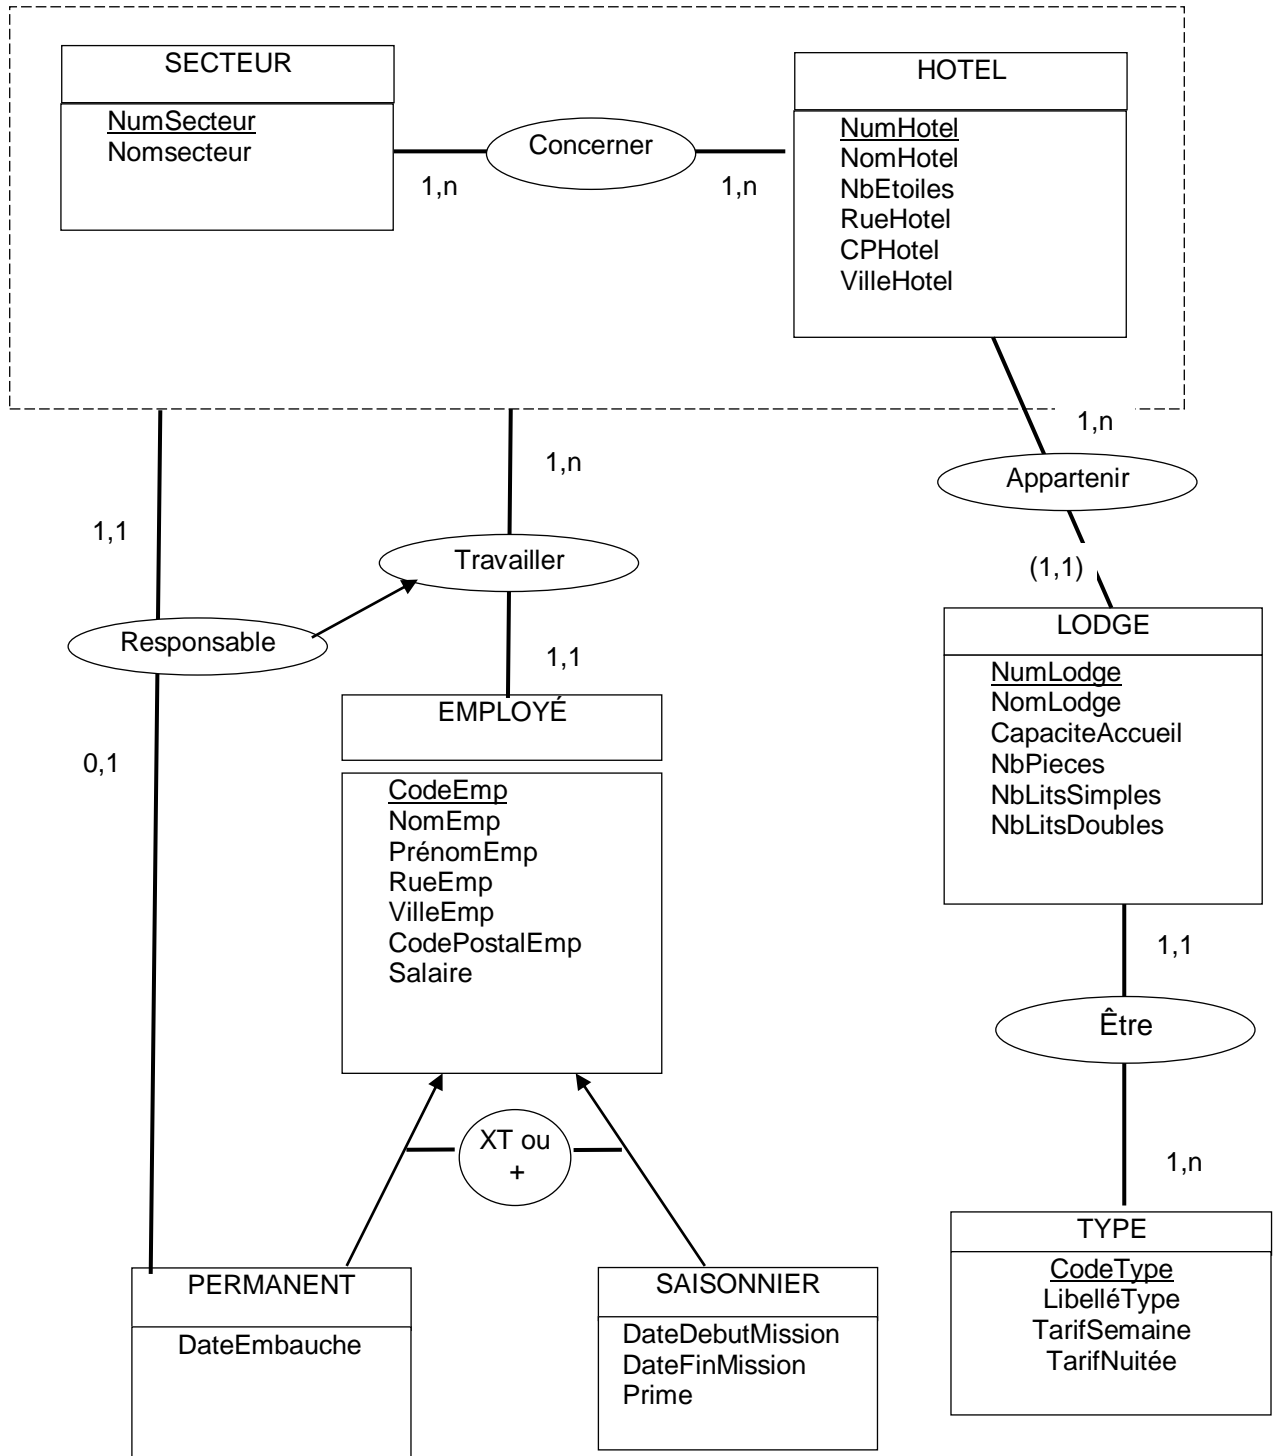 SECTEUR
NumSecteur
Nomsecteur
1,n
Concerner
1,n
HOTEL
NumHotel
NomHotel
NbEtoiles
RueHotel
CPHotel
VilleHotel
1,n
Appartenir
(1,1)
1,n
Travailler
1,1
1,1
Responsable
0,1
EMPLOYÉ
CodeEmp
NomEmp
PrénomEmp
RueEmp
VilleEmp
CodePostalEmp
Salaire
LODGE
NumLodge
NomLodge
CapaciteAccueil
NbPieces
NbLitsSimples
NbLitsDoubles
1,1
Être
1,n
XT ou
+
PERMANENT
DateEmbauche
SAISONNIER
DateDebutMission
DateFinMission
Prime
TYPE
CodeType
LibelléType
TarifSemaine
TarifNuitée